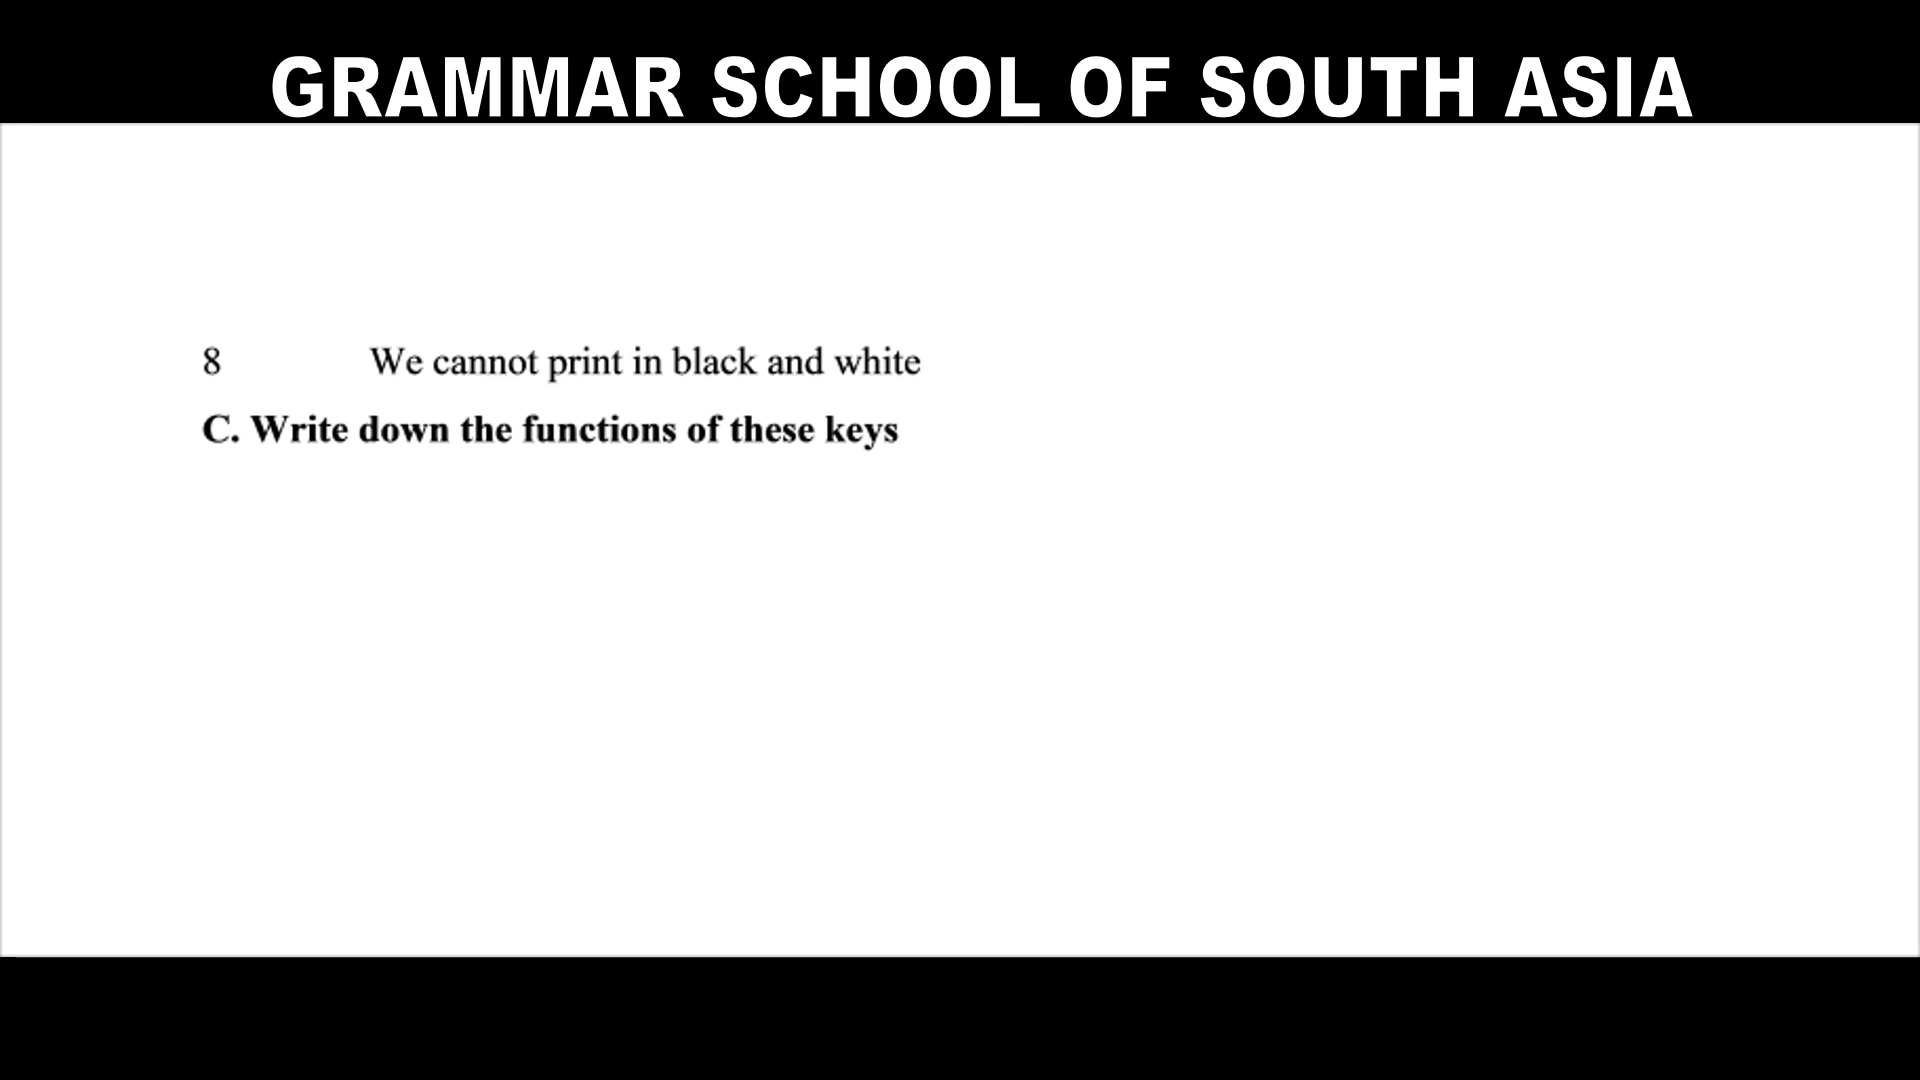 GRAMMAR SCHOOL OF SOUTH ASIA
8 We cannot print in black and white
C. Write down the functions of these keys